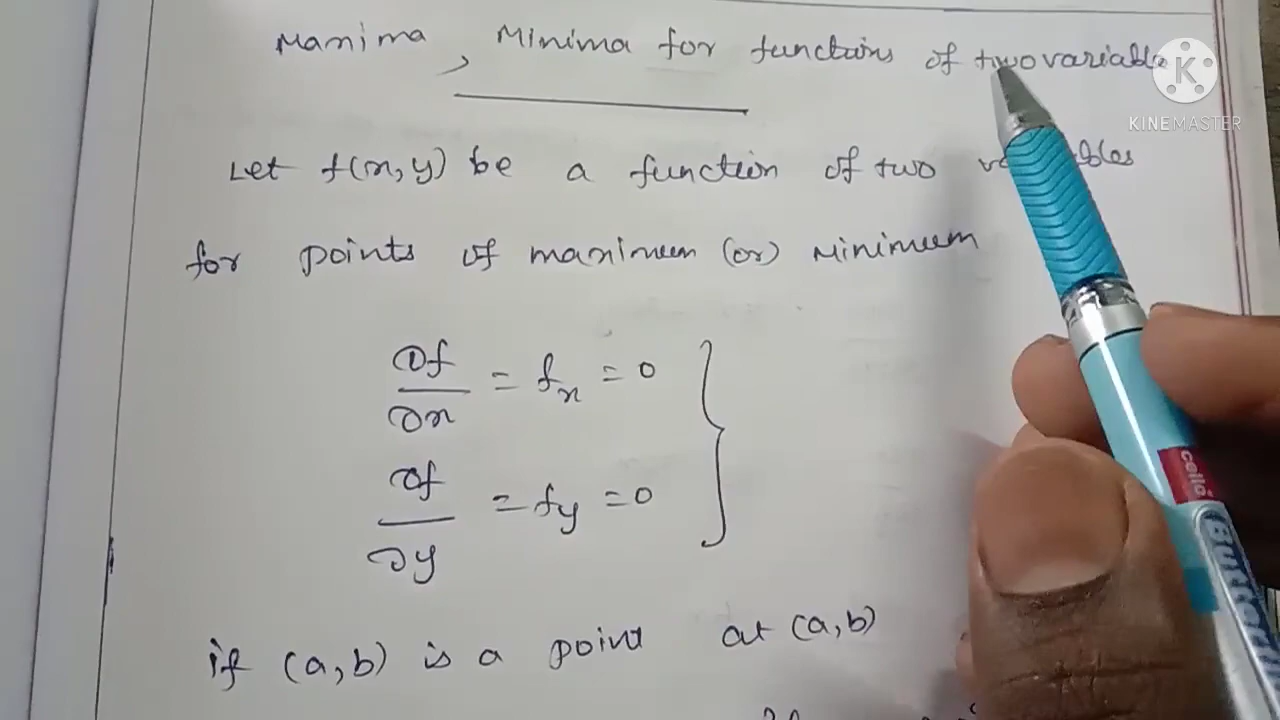 Maxima, Minima for functions of two variable
K
KINEMASTER
Let f(x,y) be a function of two variables
for points of maximum (or) Minimum
∂f/∂x = fx = 0
∂f/∂y = fy = 0
if (a,b) is a point at (a,b)
cello